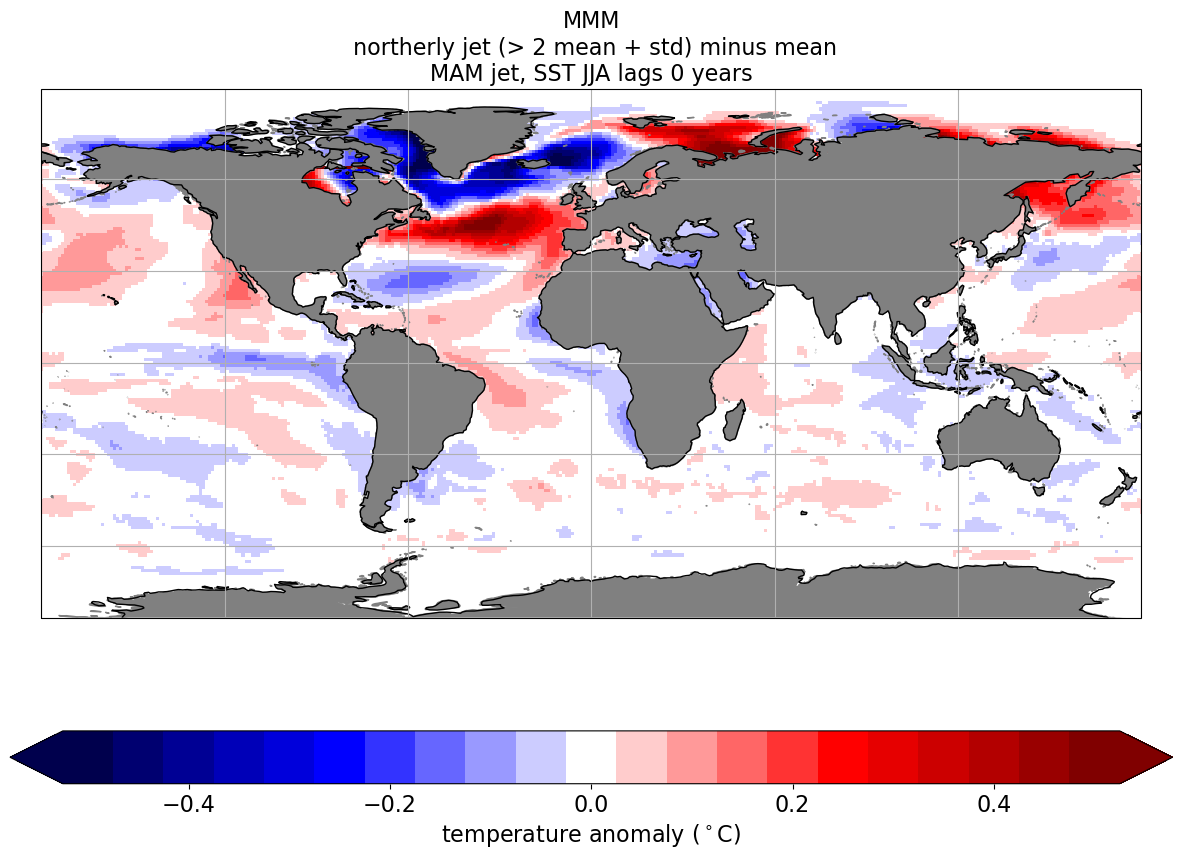 MMM
northerly jet (> 2 mean + std) minus mean
MAM jet, SST JJA lags 0 years
−0.4 −0.2 0.0 0.2 0.4
temperature anomaly (°C)